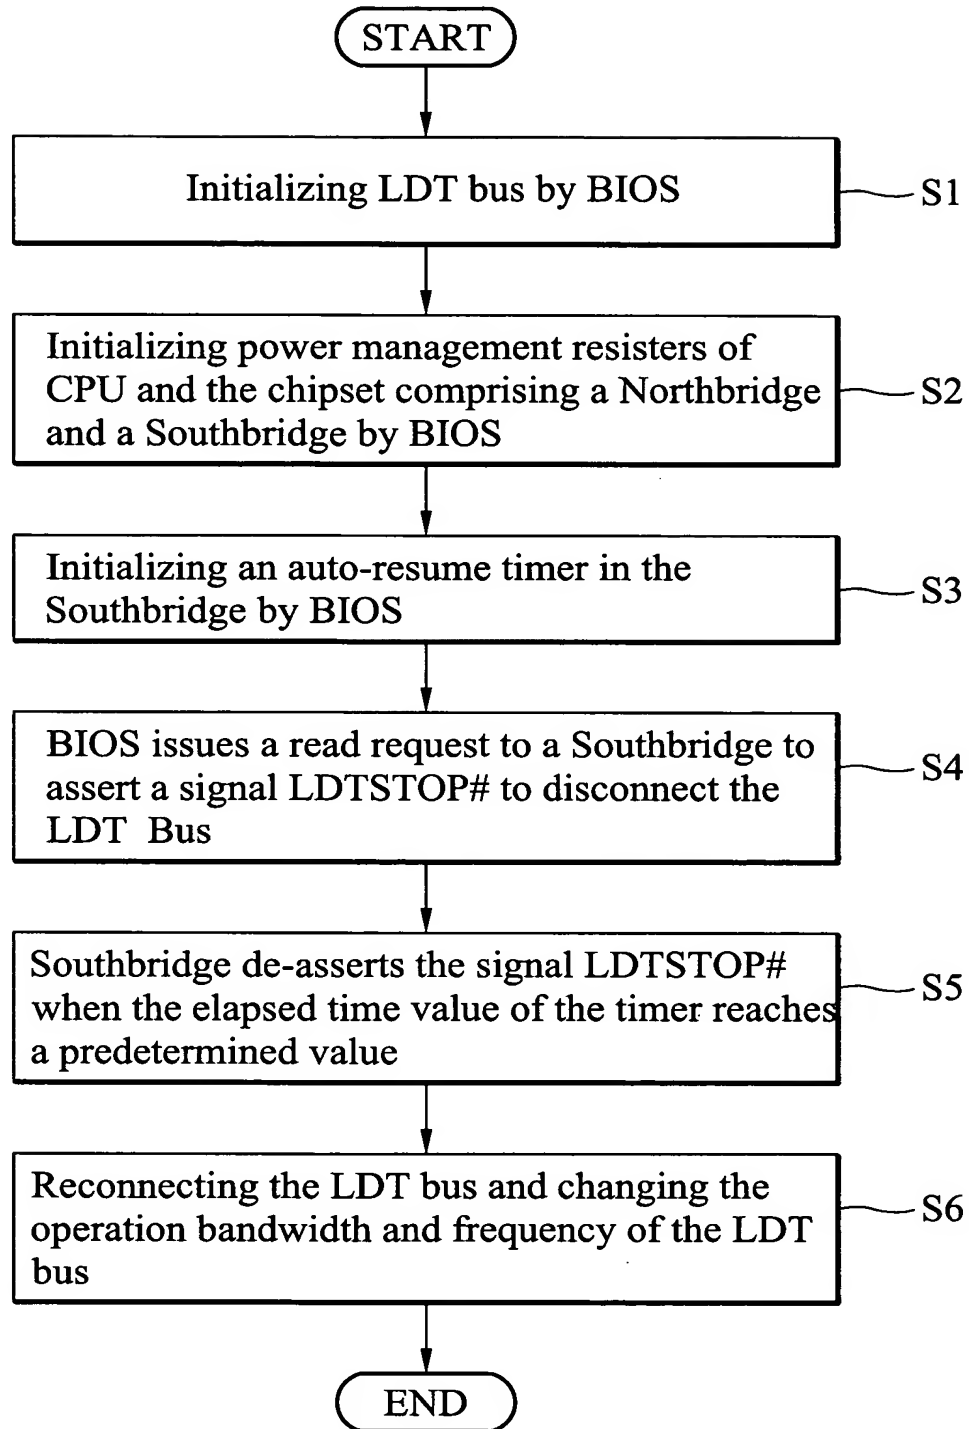 START
Initializing LDT bus by BIOS
S1
Initializing power management resisters of
CPU and the chipset comprising a Northbridge
and a Southbridge by BIOS
S2
Initializing an auto-resume timer in the
Southbridge by BIOS
S3
BIOS issues a read request to a Southbridge to
assert a signal LDTSTOP# to disconnect the
LDT Bus
S4
Southbridge de-asserts the signal LDTSTOP#
when the elapsed time value of the timer reaches
a predetermined value
S5
Reconnecting the LDT bus and changing the
operation bandwidth and frequency of the LDT
bus
S6
END